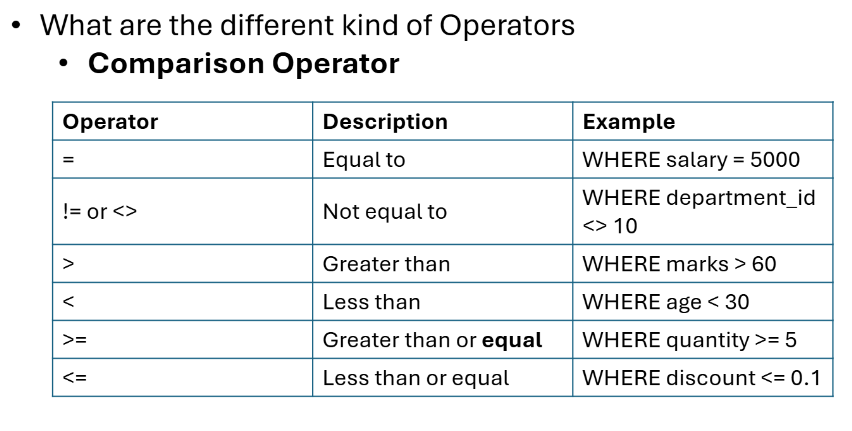 • What are the different kind of Operators
• Comparison Operator
Operator Description Example
= Equal to WHERE salary = 5000
!= or <> Not equal to WHERE department_id
<> 10
> Greater than WHERE marks > 60
< Less than WHERE age < 30
>= Greater than or equal WHERE quantity >= 5
<= Less than or equal WHERE discount <= 0.1